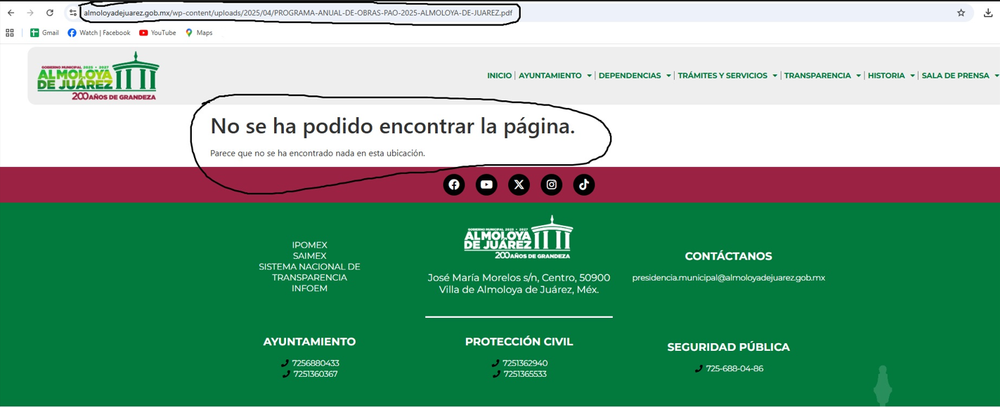 almoloyadejuarez.gob.mx/wp-content/uploads/2025/04/PROGRAMA-ANUAL-DE-OBRAS-PAO-2025-ALMOLOYA-DE-JUAREZ.pdf
Gmail Watch | Facebook YouTube Maps
GOBIERNO MUNICIPAL 2025 • 2027
ALMOLOYA
DE JUÁREZ
200 AÑOS DE GRANDEZA
INICIO AYUNTAMIENTO DEPENDENCIAS TRÁMITES Y SERVICIOS TRANSPARENCIA HISTORIA SALA DE PRENSA
No se ha podido encontrar la página.
Parece que no se ha encontrado nada en esta ubicación.
IPOMEX
SAIMEX
SISTEMA NACIONAL DE
TRANSPARENCIA
INFOEM
GOBIERNO MUNICIPAL 2025 • 2027
ALMOLOYA
DE JUÁREZ
200 AÑOS DE GRANDEZA
José María Morelos s/n, Centro, 50900
Villa de Almoloya de Juárez, Méx.
CONTÁCTANOS
presidencia.municipal@almoloyadejuarez.gob.mx
AYUNTAMIENTO
7256880433
7251360367
PROTECCIÓN CIVIL
7251362940
7251365533
SEGURIDAD PÚBLICA
725-688-04-86